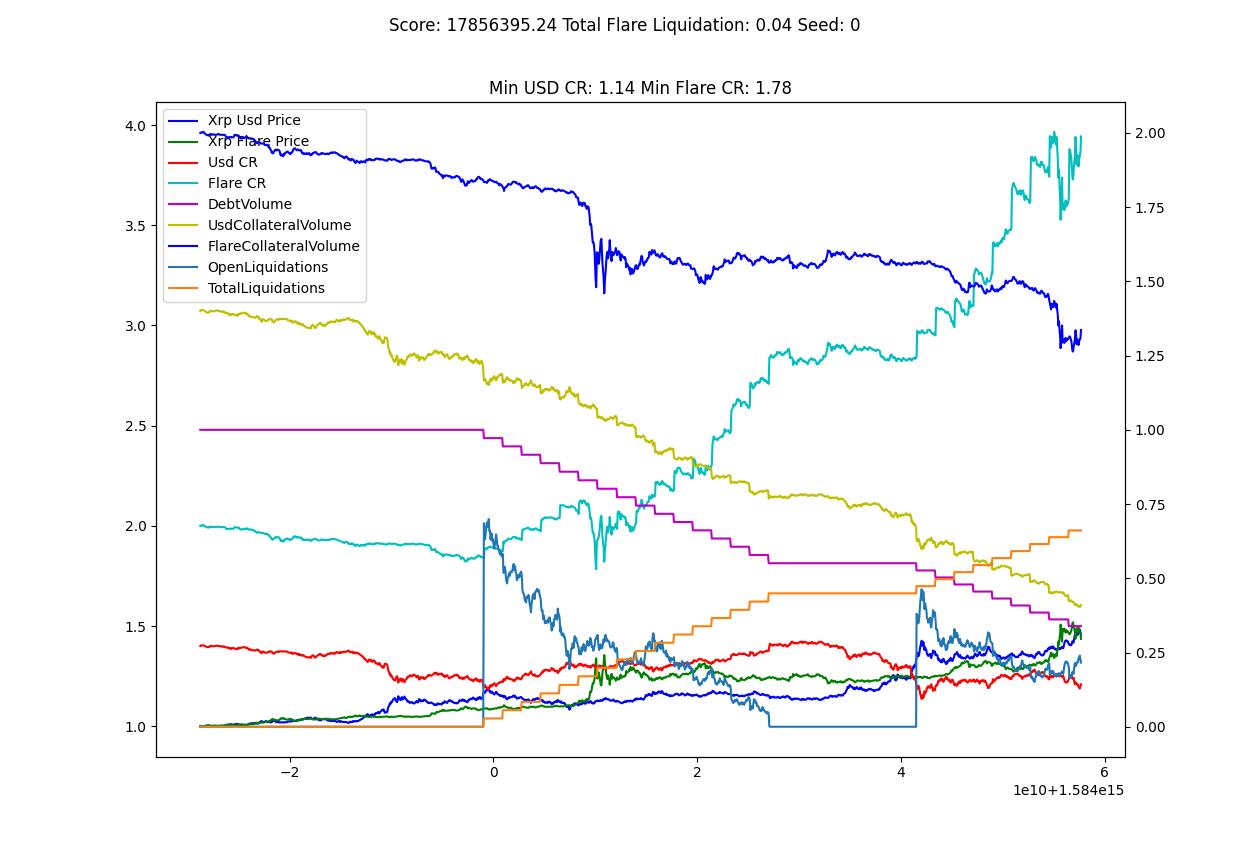 Score: 17856395.24 Total Flare Liquidation: 0.04 Seed: 0
Min USD CR: 1.14 Min Flare CR: 1.78
Xrp Usd Price
Xrp Flare Price
Usd CR
Flare CR
DebtVolume
UsdCollateralVolume
FlareCollateralVolume
OpenLiquidations
TotalLiquidations
4.0
3.5
3.0
2.5
2.0
1.5
1.0
2.00
1.75
1.50
1.25
1.00
0.75
0.50
0.25
0.00
−2 0 2 4 6
1e10+1.584e15